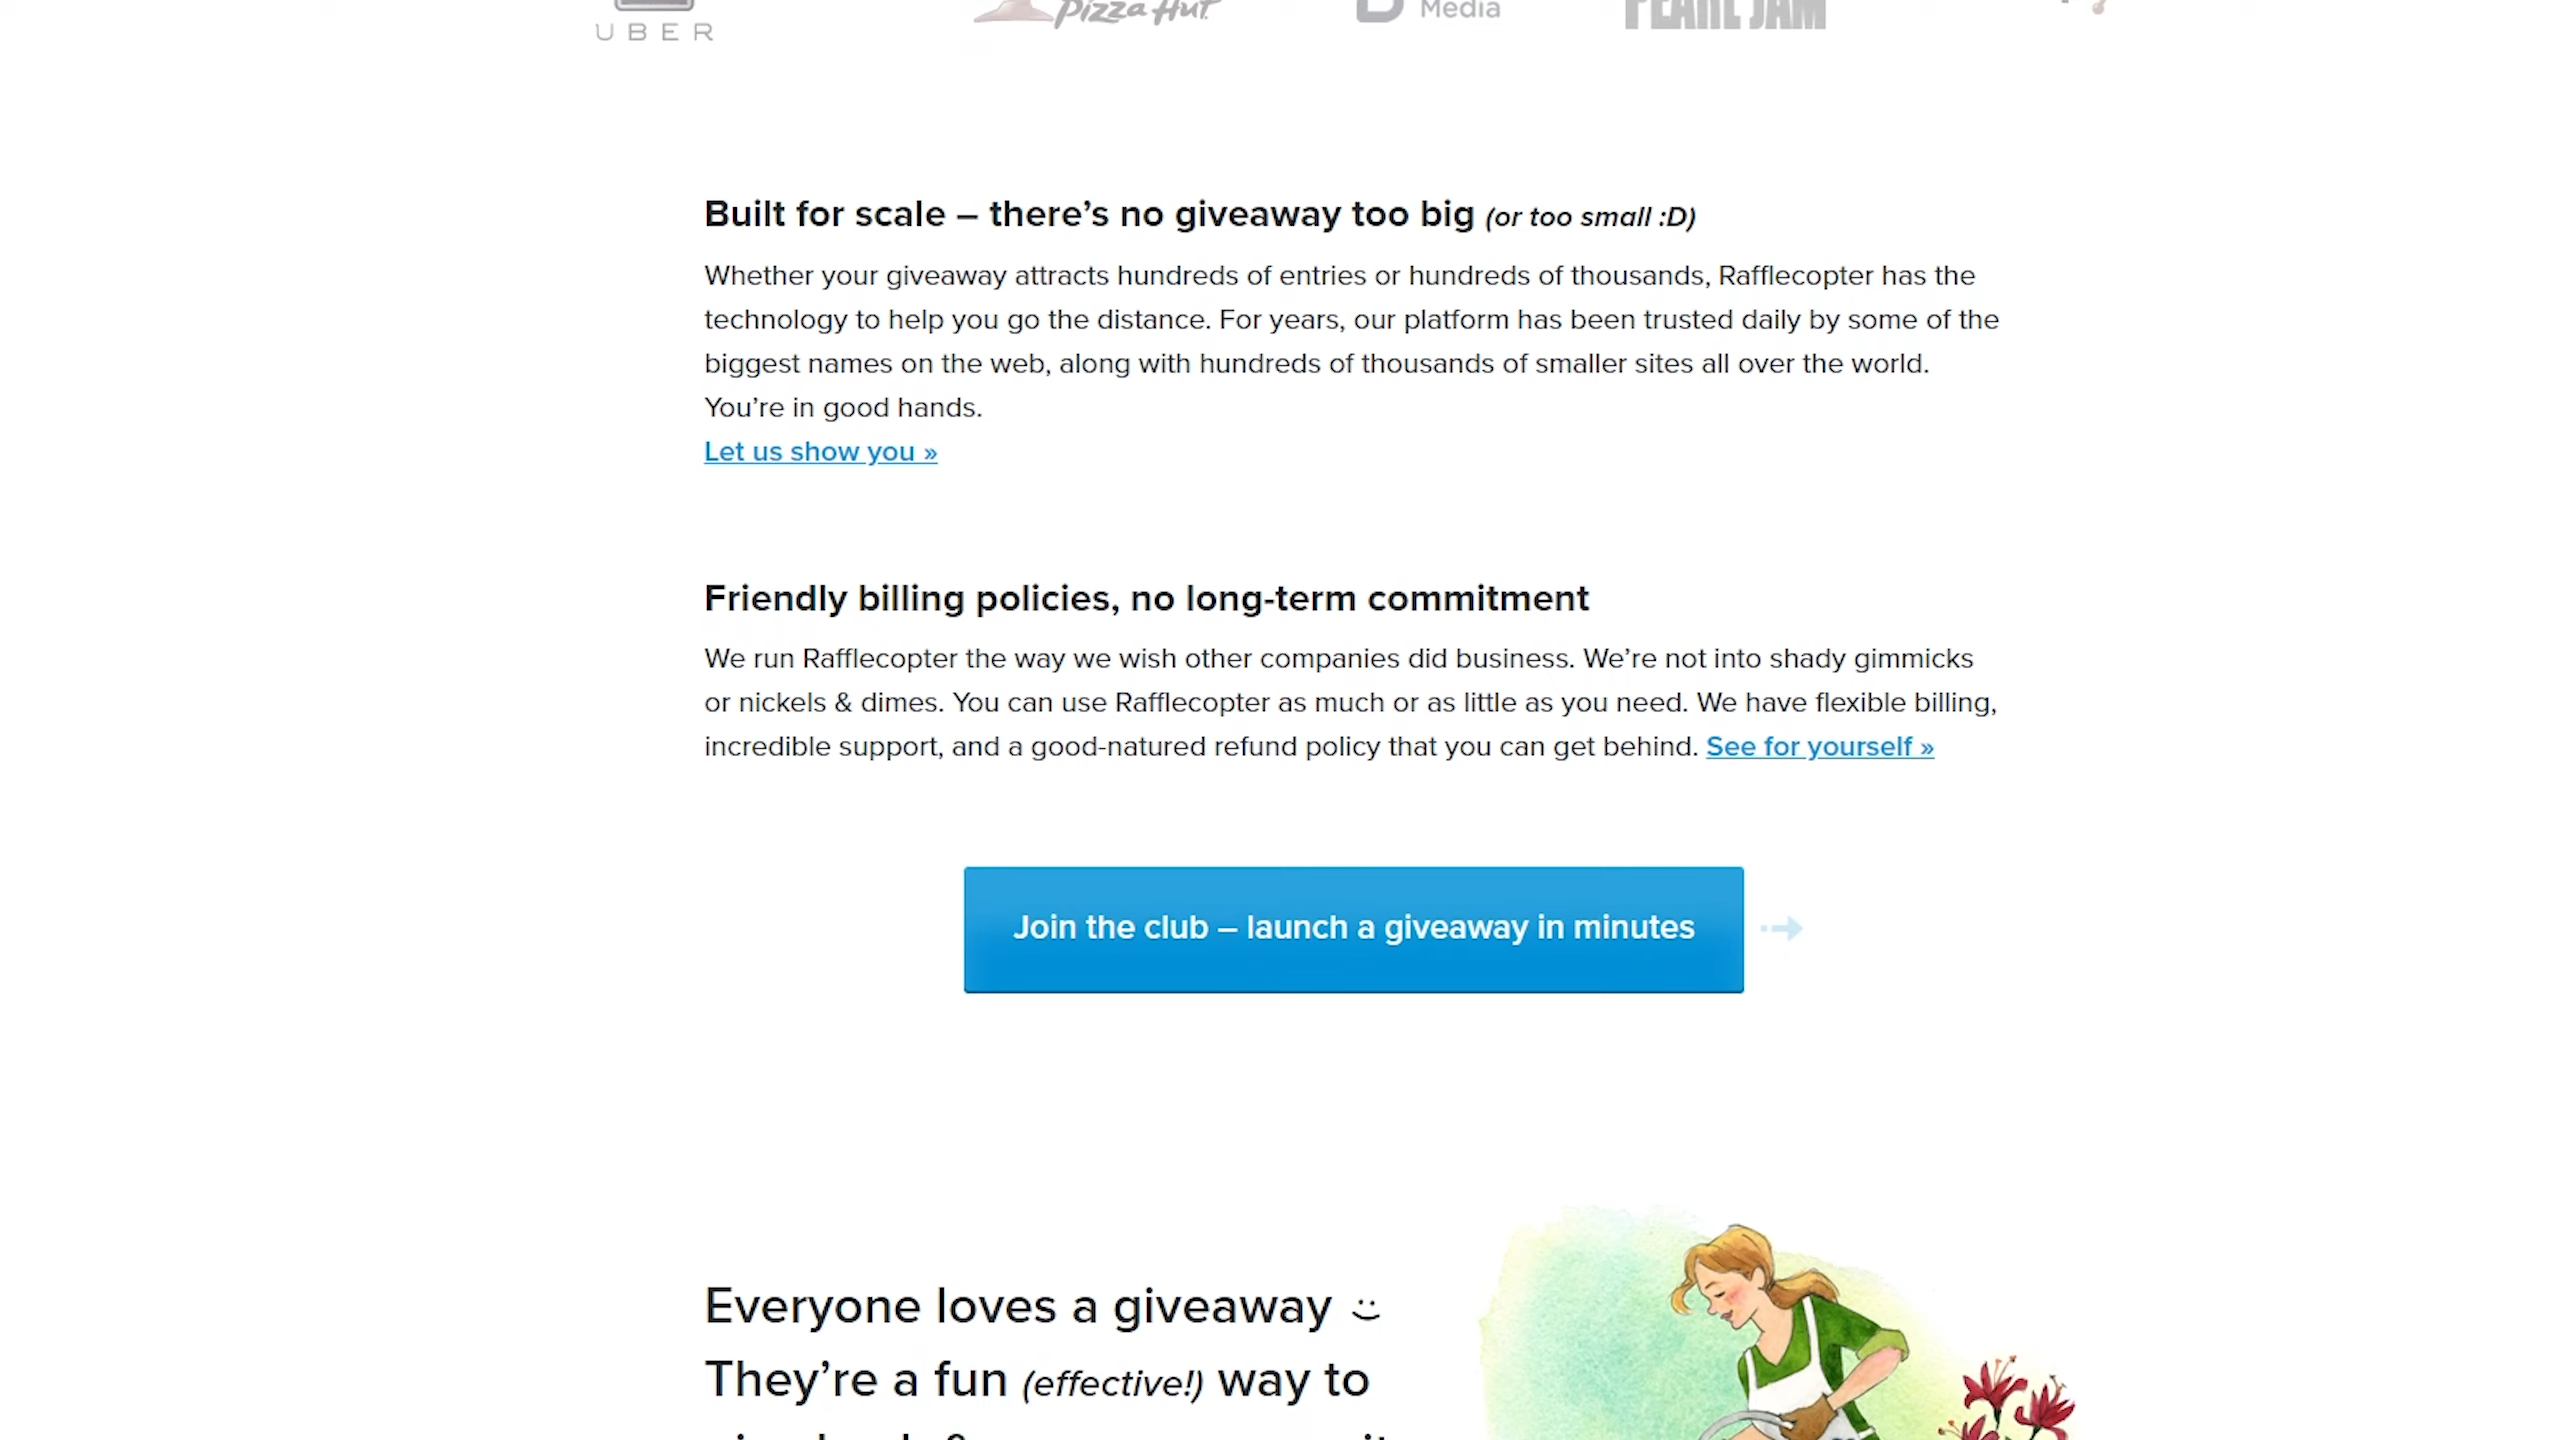 UBER
Pizza Hut
Media
PEARL JAM
Built for scale – there’s no giveaway too big (or too small :D)
Whether your giveaway attracts hundreds of entries or hundreds of thousands, Rafflecopter has the
technology to help you go the distance. For years, our platform has been trusted daily by some of the
biggest names on the web, along with hundreds of thousands of smaller sites all over the world.
You’re in good hands.
Let us show you »
Friendly billing policies, no long-term commitment
We run Rafflecopter the way we wish other companies did business. We’re not into shady gimmicks
or nickels & dimes. You can use Rafflecopter as much or as little as you need. We have flexible billing,
incredible support, and a good-natured refund policy that you can get behind. See for yourself »
Join the club – launch a giveaway in minutes
Everyone loves a giveaway
They’re a fun (effective!) way to